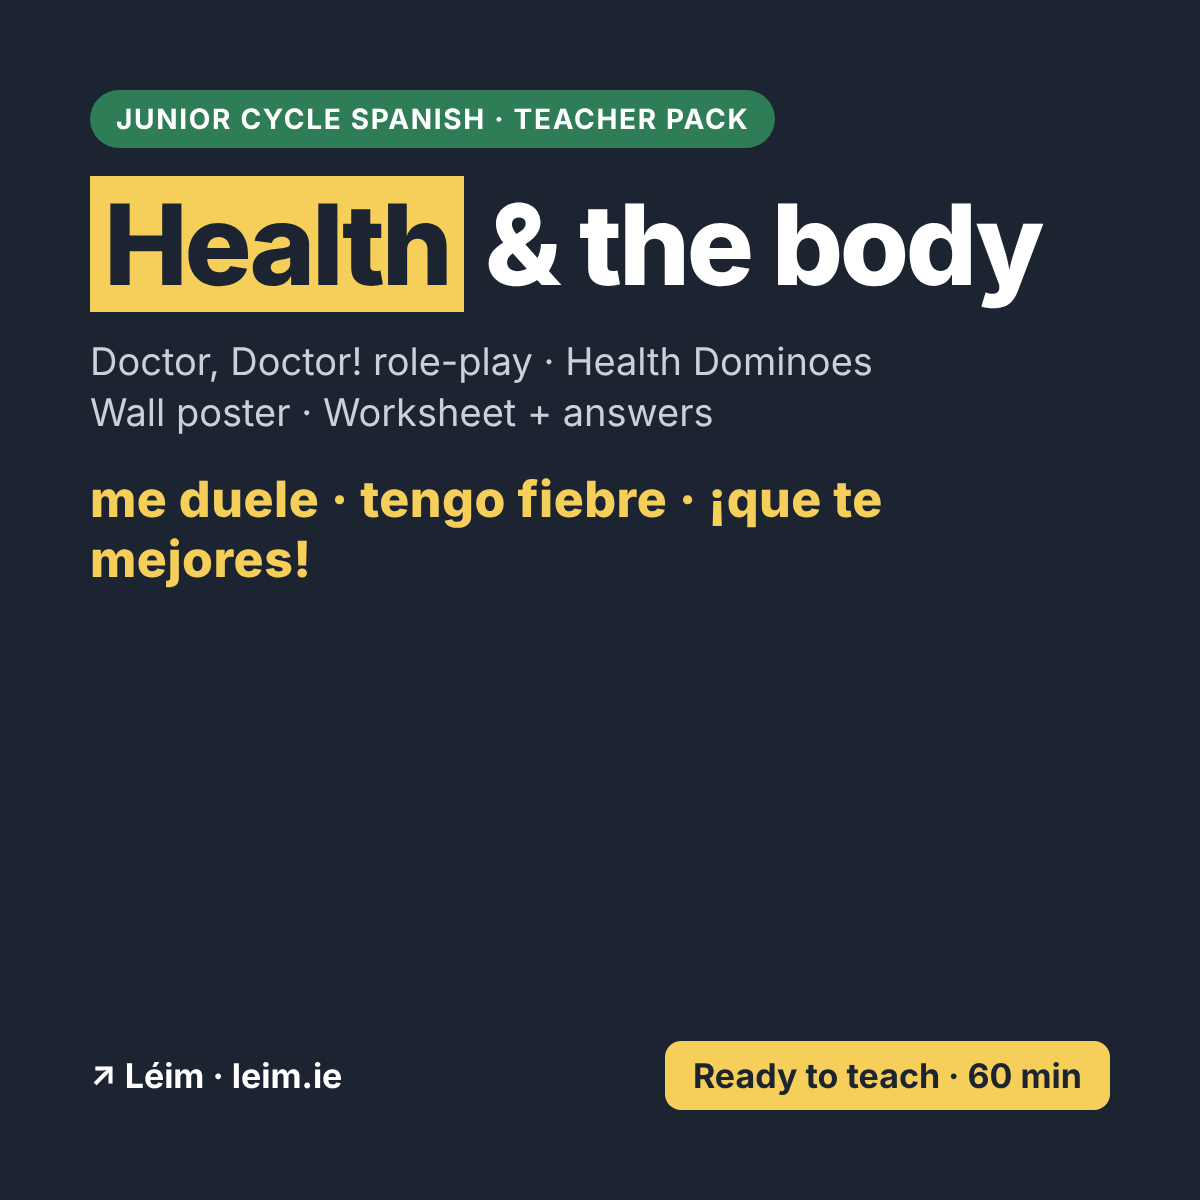 JUNIOR CYCLE SPANISH · TEACHER PACK
Health & the body
Doctor, Doctor! role-play · Health Dominoes
Wall poster · Worksheet + answers
me duele · tengo fiebre · ¡que te
mejores!
↗ Léim · leim.ie
Ready to teach · 60 min